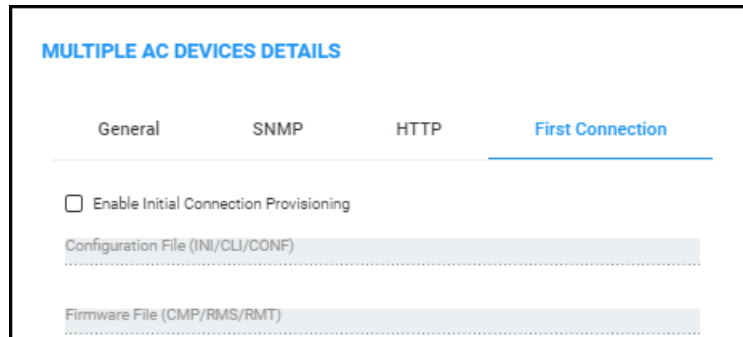 MULTIPLE AC DEVICES DETAILS
General SNMP HTTP First Connection
Enable Initial Connection Provisioning
Configuration File (INI/CLI/CONF)
Firmware File (CMP/RMS/RMT)